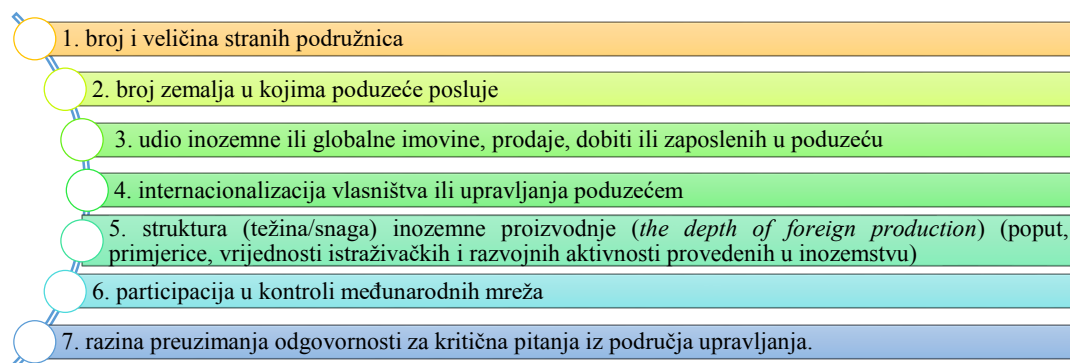 1. broj i veličina stranih podružnica
2. broj zemalja u kojima poduzeće posluje
3. udio inozemne ili globalne imovine, prodaje, dobiti ili zaposlenih u poduzeću
4. internacionalizacija vlasništva ili upravljanja poduzećem
5. struktura (težina/snaga) inozemne proizvodnje (the depth of foreign production) (poput,
primjerice, vrijednosti istraživačkih i razvojnih aktivnosti provedenih u inozemstvu)
6. participacija u kontroli međunarodnih mreža
7. razina preuzimanja odgovornosti za kritična pitanja iz područja upravljanja.